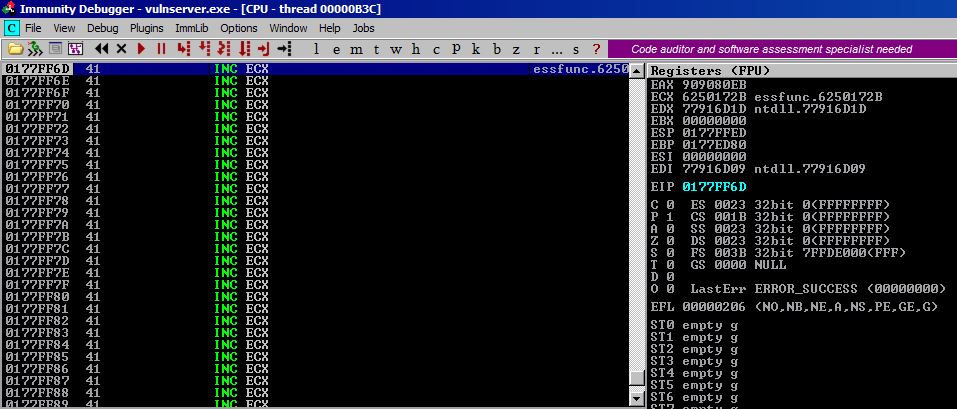 Immunity Debugger - vulnserver.exe - [CPU - thread 00000B3C]
C File View Debug Plugins ImmLib Options Window Help Jobs
l e m t w h c p k b z r ... s ? Code auditor and software assessment specialist needed
0177FF6D 41 INC ECX essfunc.6250
0177FF6E 41 INC ECX
0177FF6F 41 INC ECX
0177FF70 41 INC ECX
0177FF71 41 INC ECX
0177FF72 41 INC ECX
0177FF73 41 INC ECX
0177FF74 41 INC ECX
0177FF75 41 INC ECX
0177FF76 41 INC ECX
0177FF77 41 INC ECX
0177FF78 41 INC ECX
0177FF79 41 INC ECX
0177FF7A 41 INC ECX
0177FF7B 41 INC ECX
0177FF7C 41 INC ECX
0177FF7D 41 INC ECX
0177FF7E 41 INC ECX
0177FF7F 41 INC ECX
0177FF80 41 INC ECX
0177FF81 41 INC ECX
0177FF82 41 INC ECX
0177FF83 41 INC ECX
0177FF84 41 INC ECX
0177FF85 41 INC ECX
0177FF86 41 INC ECX
0177FF87 41 INC ECX
0177FF88 41 INC ECX
0177FF89 41 INC ECX
Registers (FPU)
EAX 909080EB
ECX 6250172B essfunc.6250172B
EDX 77916D1D ntdll.77916D1D
EBX 00000000
ESP 0177FFED
EBP 0177ED80
ESI 00000000
EDI 77916D09 ntdll.77916D09
EIP 0177FF6D
C 0 ES 0023 32bit 0(FFFFFFFF)
P 1 CS 001B 32bit 0(FFFFFFFF)
A 0 SS 0023 32bit 0(FFFFFFFF)
Z 0 DS 0023 32bit 0(FFFFFFFF)
S 0 FS 003B 32bit 7FFDE000(FFF)
T 0 GS 0000 NULL
D 0
O 0 LastErr ERROR_SUCCESS (00000000)
EFL 00000206 (NO,NB,NE,A,NS,PE,GE,G)
ST0 empty g
ST1 empty g
ST2 empty g
ST3 empty g
ST4 empty g
ST5 empty g
ST6 empty g
ST7 empty g